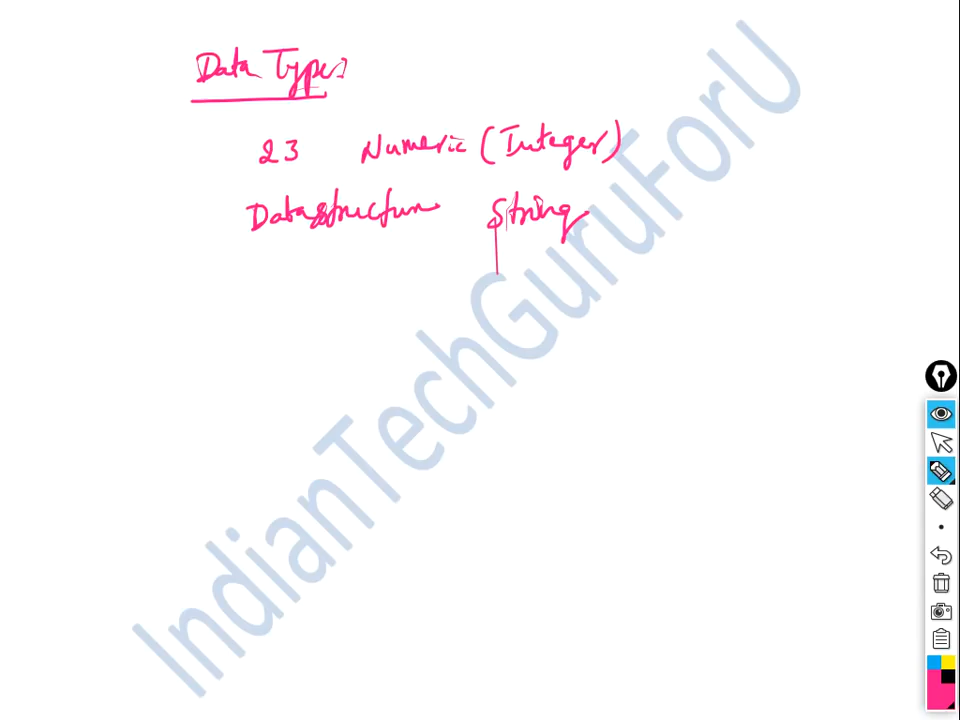 Data Types
23 Numeric (Integer)
Datastructure String
IndianTechGuruForU